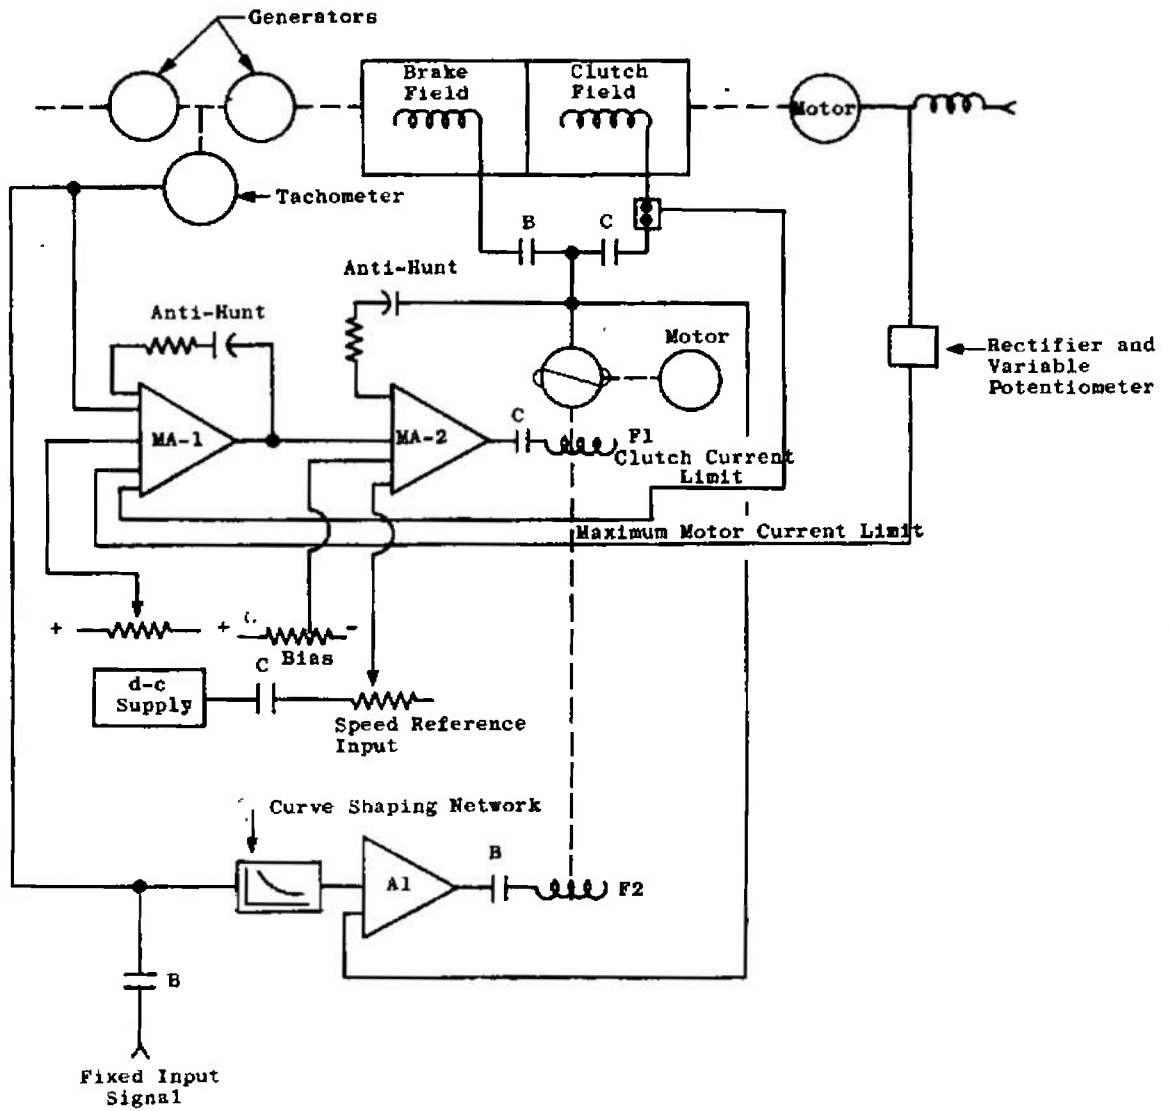 Generators
Brake
Field
Clutch
Field
Motor
Tachometer
B
C
Anti-Hunt
Anti-Hunt
Motor
Rectifier and
Variable
Potentiometer
MA-1
MA-2
C
F1
Clutch Current
Limit
Maximum Motor Current Limit
+
+
-
Bias
C
d-c
Supply
Speed Reference
Input
Curve Shaping Network
A1
B
F2
B
Fixed Input
Signal